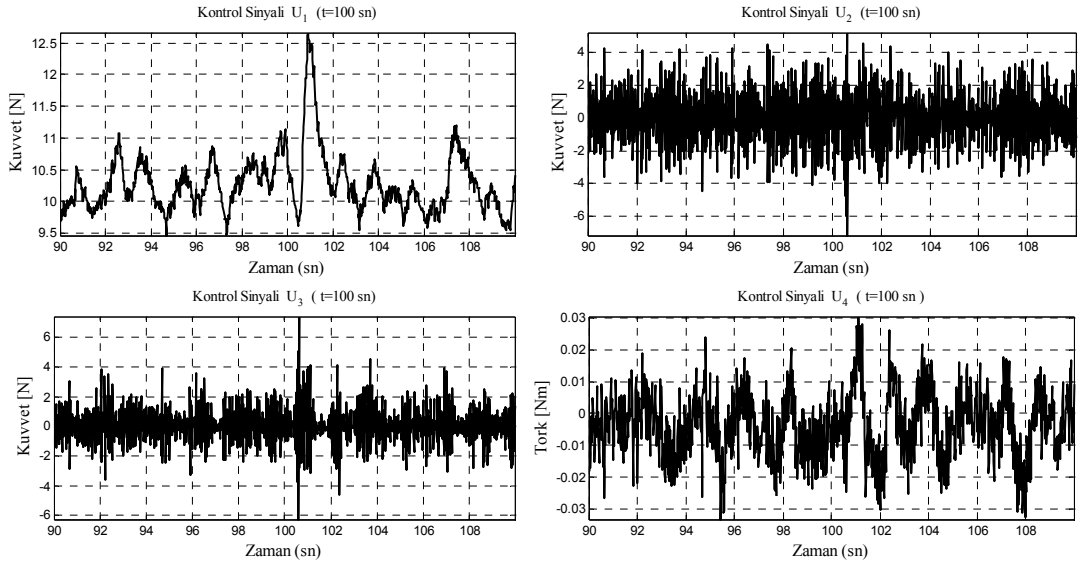 Kontrol Sinyali U1 (t=100 sn)
Kuvvet [N]
12.5
12
11.5
11
10.5
10
9.5
90 92 94 96 98 100 102 104 106 108
Zaman (sn)
Kontrol Sinyali U2 (t=100 sn)
Kuvvet [N]
4
2
0
-2
-4
-6
90 92 94 96 98 100 102 104 106 108
Zaman (sn)
Kontrol Sinyali U3 ( t=100 sn)
Kuvvet [N]
6
4
2
0
-2
-4
-6
90 92 94 96 98 100 102 104 106 108
Zaman (sn)
Kontrol Sinyali U4 ( t=100 sn )
Tork [Nm]
0.03
0.02
0.01
0
-0.01
-0.02
-0.03
90 92 94 96 98 100 102 104 106 108
Zaman (sn)